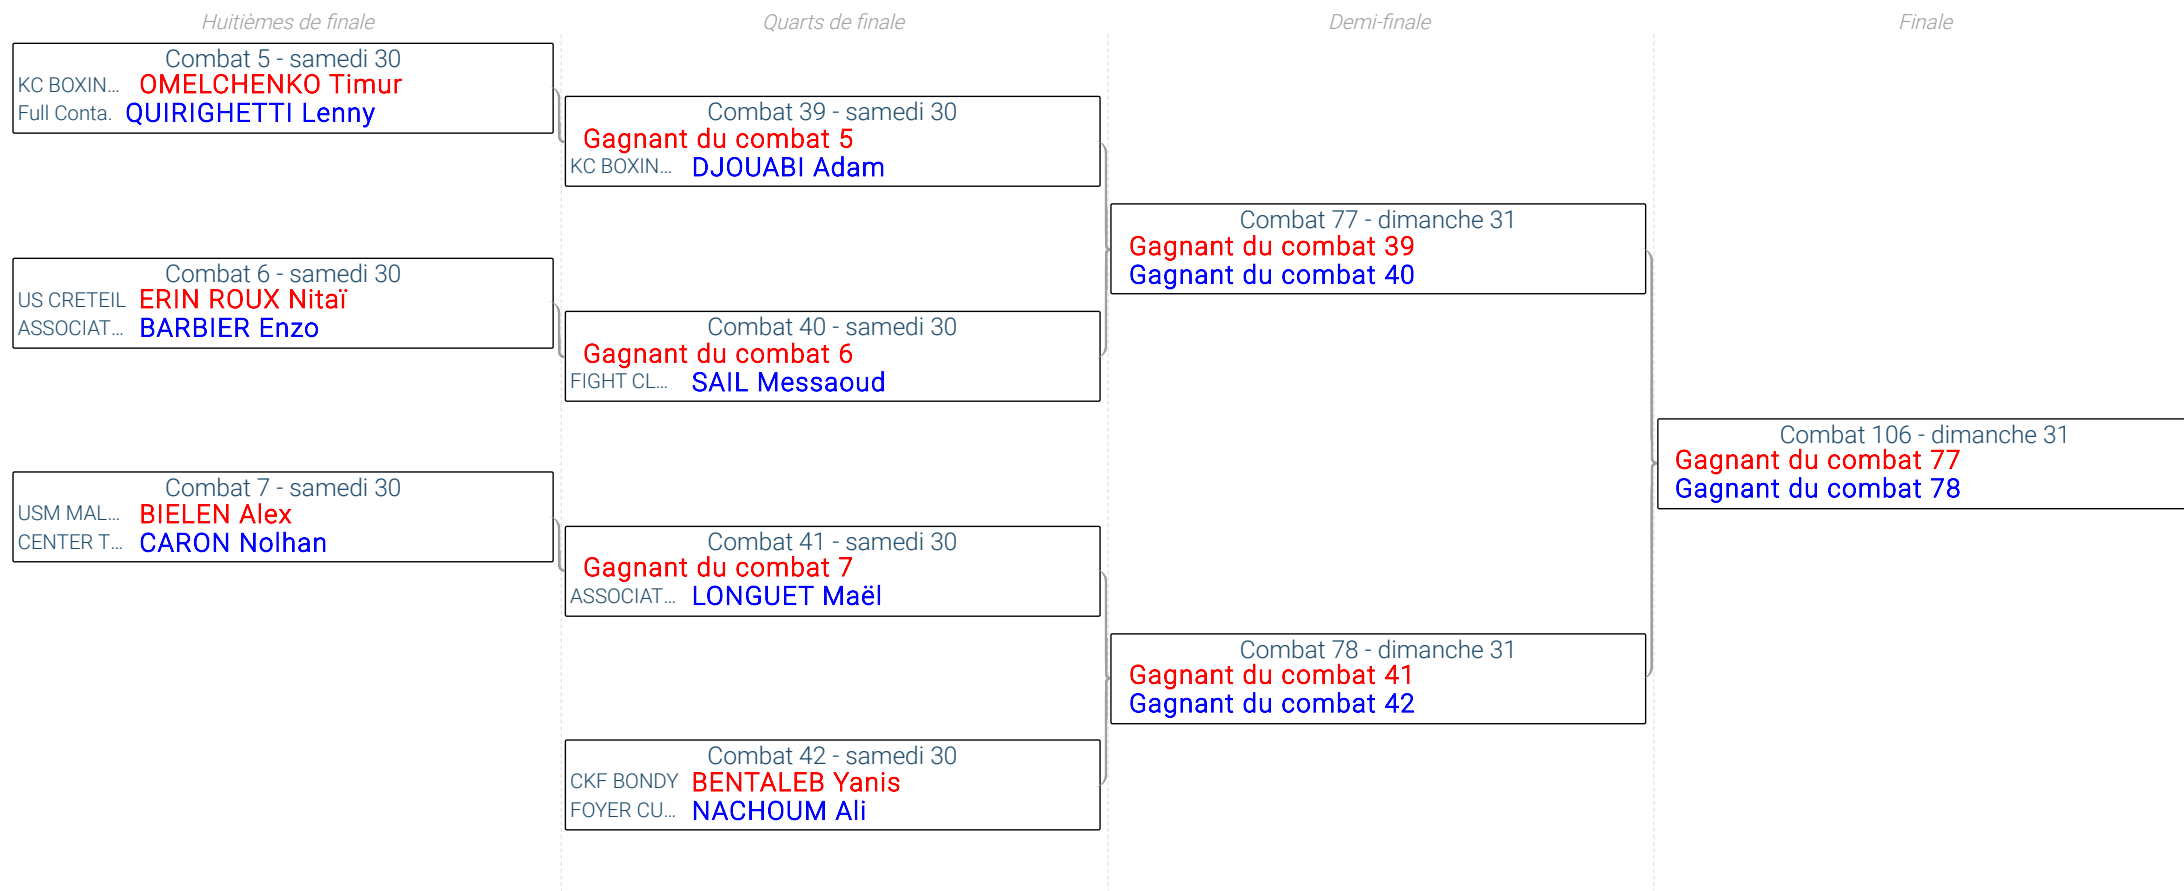 Huitièmes de finale
Quarts de finale
Demi-finale
Finale
Combat 5 - samedi 30
KC BOXIN... OMELCHENKO Timur
Full Conta. QUIRIGHETTI Lenny
Combat 39 - samedi 30
Gagnant du combat 5
KC BOXIN... DJOUABI Adam
Combat 77 - dimanche 31
Gagnant du combat 39
Gagnant du combat 40
Combat 6 - samedi 30
US CRETEIL ERIN ROUX Nitaï
ASSOCIAT... BARBIER Enzo
Combat 40 - samedi 30
Gagnant du combat 6
FIGHT CL... SAIL Messaoud
Combat 106 - dimanche 31
Gagnant du combat 77
Gagnant du combat 78
Combat 7 - samedi 30
USM MAL... BIELEN Alex
CENTER T... CARON Nolhan
Combat 41 - samedi 30
Gagnant du combat 7
ASSOCIAT... LONGUET Maël
Combat 78 - dimanche 31
Gagnant du combat 41
Gagnant du combat 42
Combat 42 - samedi 30
CKF BONDY BENTALEB Yanis
FOYER CU... NACHOUM Ali